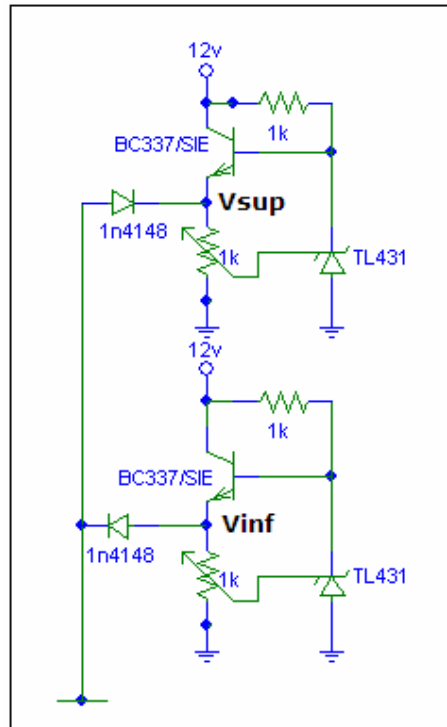 12v
1k
BC337/SIE
Vsup
1n4148
1k
TL431
12v
1k
BC337/SIE
Vinf
1n4148
1k
TL431